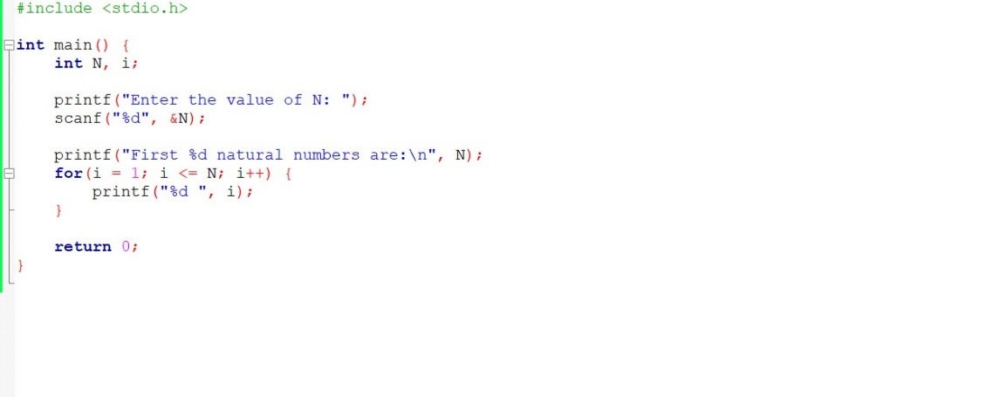 #include <stdio.h>
int main() {
int N, i;
printf("Enter the value of N: ");
scanf("%d", &N);
printf("First %d natural numbers are:\n", N);
for(i = 1; i <= N; i++) {
printf("%d ", i);
}
return 0;
}